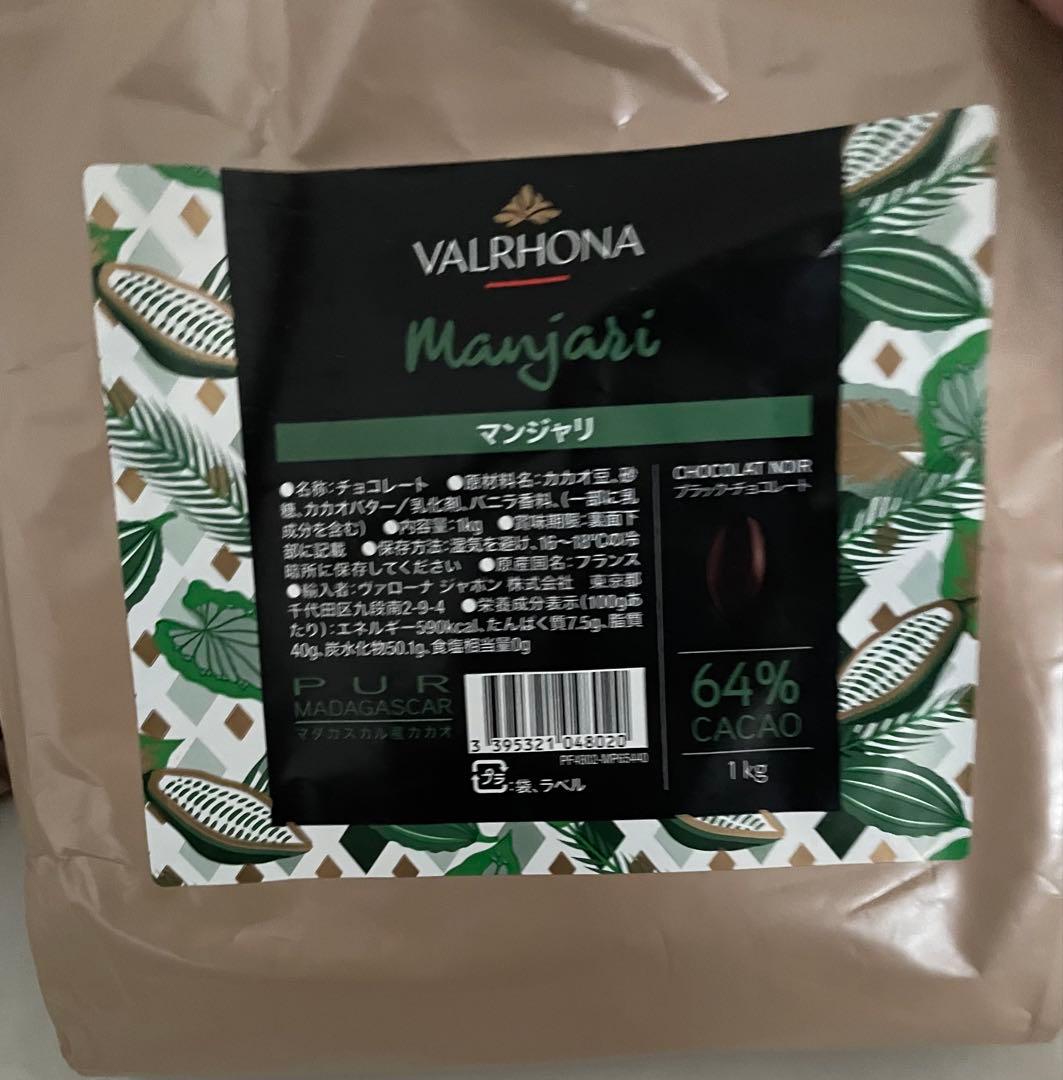 VALRHONA
Manjari
マンジャリ
●名称:チョコレート ●原材料名:カカオ豆、砂
糖、カカオバター/乳化剤、バニラ香料、(一部に乳
成分を含む) ●内容量:1kg ●賞味期限:裏面下
部に記載 ●保存方法:湿気を避け、16~18℃の冷
暗所に保存してください ●原産国名:フランス
●輸入者:ヴァローナ ジャポン 株式会社 東京都
千代田区九段南2-9-4 ●栄養成分表示(100gあ
たり):エネルギー590kcal、たんぱく質7.5g、脂質
40g、炭水化物50.1g、食塩相当量0g
PUR
MADAGASCAR
マダガスカル産カカオ
3 395321 048020
PF4802-MP65440
プラ:袋、ラベル
CHOCOLAT NOIR
ブラック・チョコレート
64%
CACAO
1kg